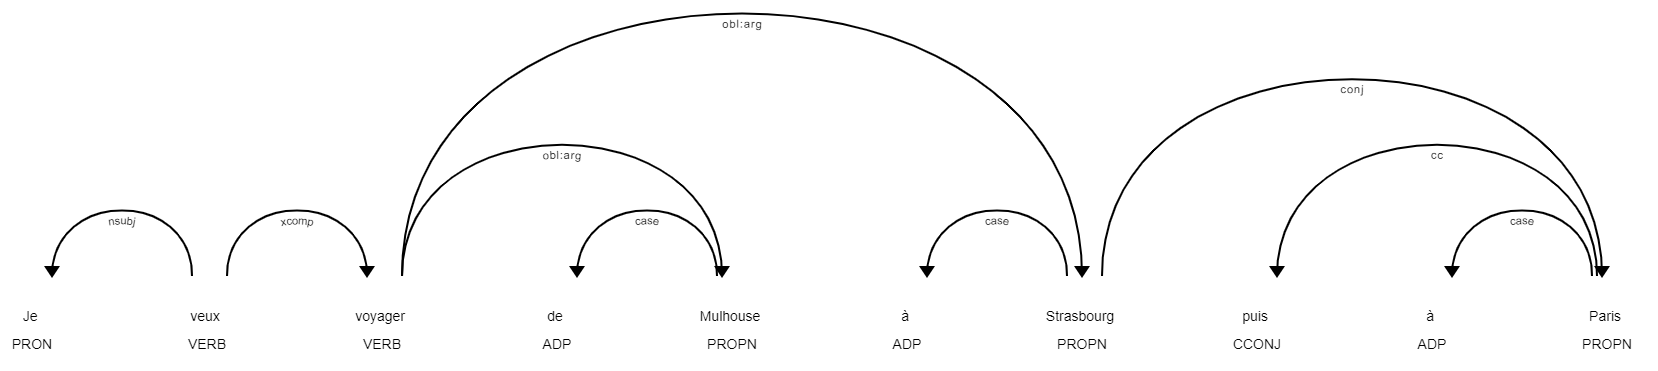 obl:arg
conj
obl:arg cc
nsubj xcomp case case case
Je veux voyager de Mulhouse à Strasbourg puis à Paris
PRON VERB VERB ADP PROPN ADP PROPN CCONJ ADP PROPN